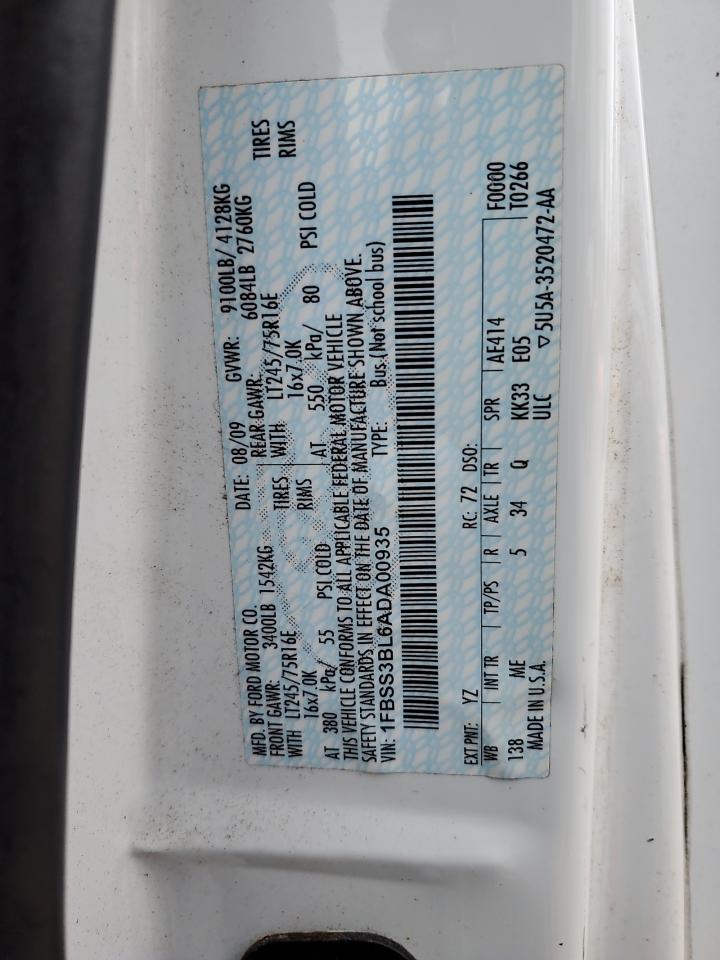 MFD. BY FORD MOTOR CO. DATE: 08/09 GVWR: 9100LB/ 4128KG
FRONT GAWR: 3400LB 1542KG REAR GAWR: 6084LB 2760KG
WITH LT245/75R16E TIRES WITH LT245/75R16E TIRES
16x7.0K RIMS 16x7.0K RIMS
AT 380 kPa/ 55 PSI COLD AT 550 kPa/ 80 PSI COLD
THIS VEHICLE CONFORMS TO ALL APPLICABLE FEDERAL MOTOR VEHICLE
SAFETY STANDARDS IN EFFECT ON THE DATE OF MANUFACTURE SHOWN ABOVE.
VIN: 1FBSS3BL6ADA00935 TYPE: Bus (Not school bus)
EXT PNT: YZ RC: 72 DSO:
WB INT TR TP/PS R AXLE TR SPR AE414 F0000
138 ME 5 34 Q KK33 E05 T0266
MADE IN U.S.A. ULC ▽5U5A-3520472-AA